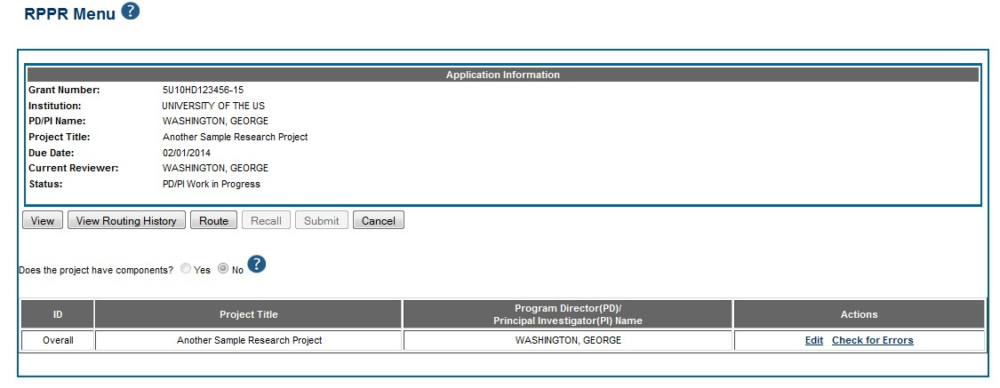 RPPR Menu ?
Application Information
Grant Number: 5U10HD123456-15
Institution: UNIVERSITY OF THE US
PD/PI Name: WASHINGTON, GEORGE
Project Title: Another Sample Research Project
Due Date: 02/01/2014
Current Reviewer: WASHINGTON, GEORGE
Status: PD/PI Work in Progress
View View Routing History Route Recall Submit Cancel
Does the project have components? Yes No ?
ID Project Title Program Director(PD)/ Actions
Principal Investigator(PI) Name
Overall Another Sample Research Project WASHINGTON, GEORGE Edit Check for Errors